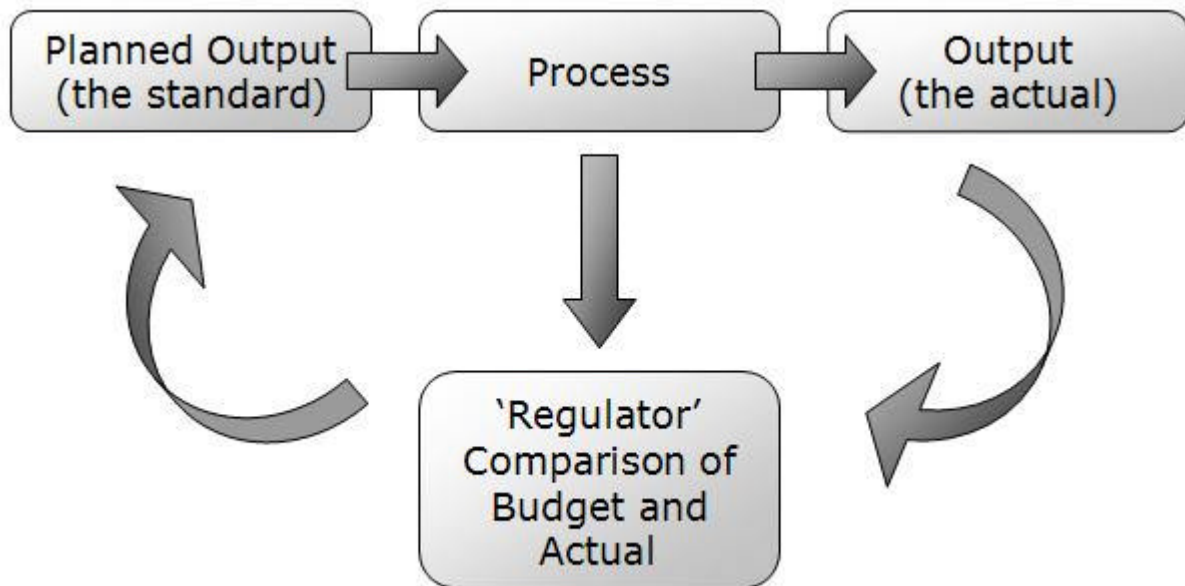 Planned Output
(the standard)
Process
Output
(the actual)
‘Regulator’
Comparison of
Budget and
Actual